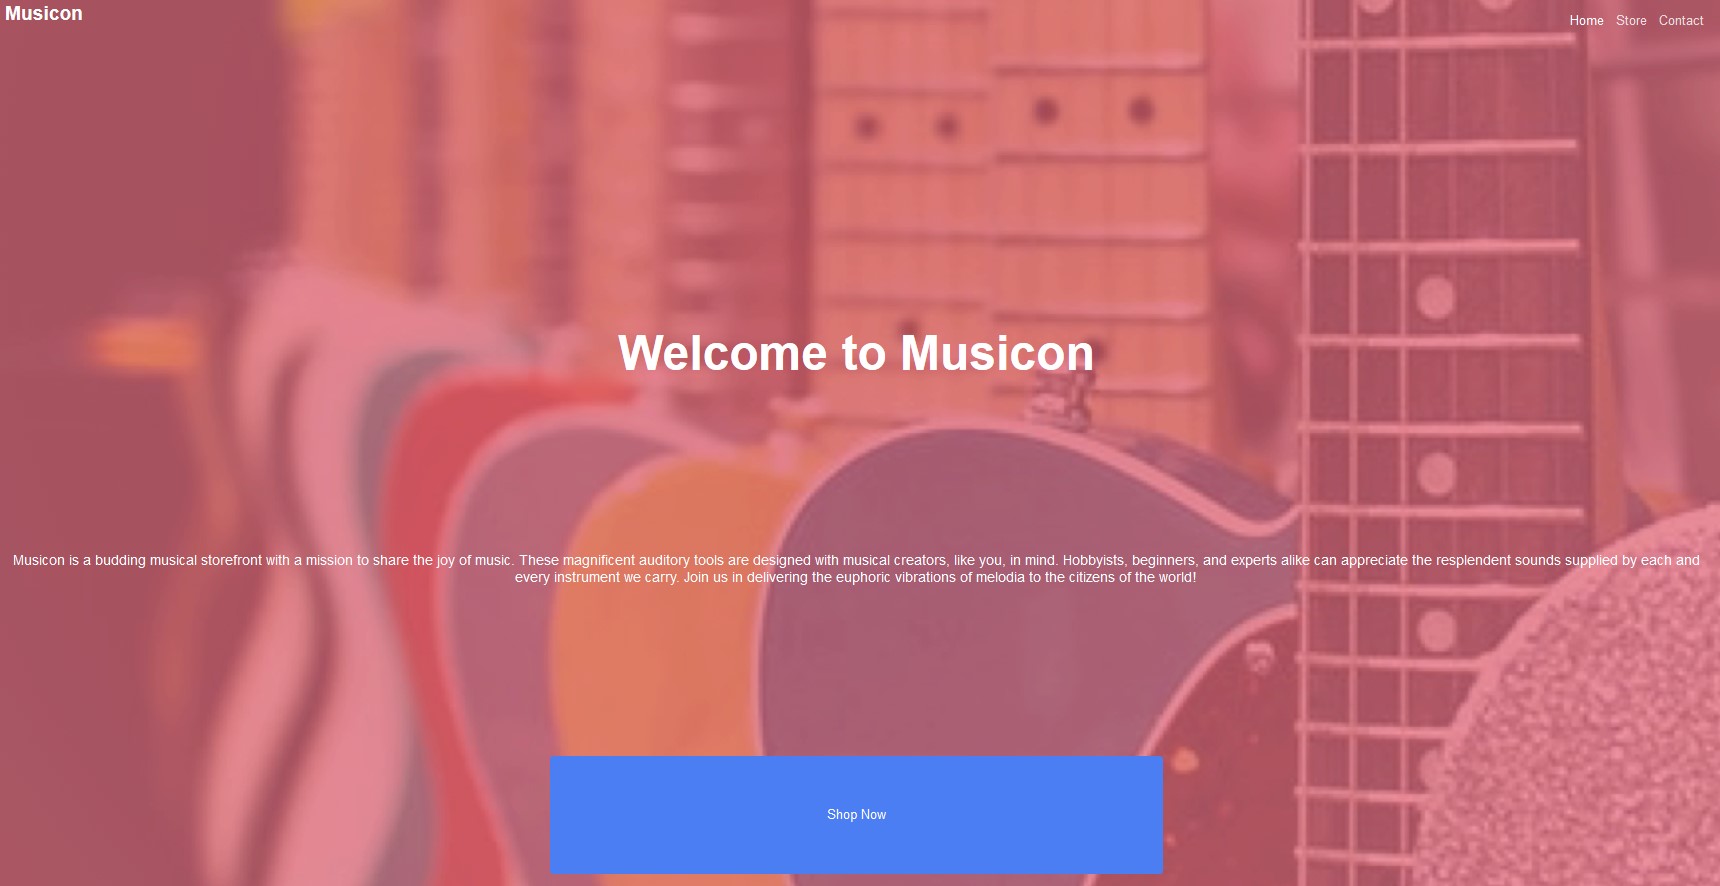 Musicon
Home Store Contact
Welcome to Musicon
Musicon is a budding musical storefront with a mission to share the joy of music. These magnificent auditory tools are designed with musical creators, like you, in mind. Hobbyists, beginners, and experts alike can appreciate the resplendent sounds supplied by each and
every instrument we carry. Join us in delivering the euphoric vibrations of melodia to the citizens of the world!
Shop Now